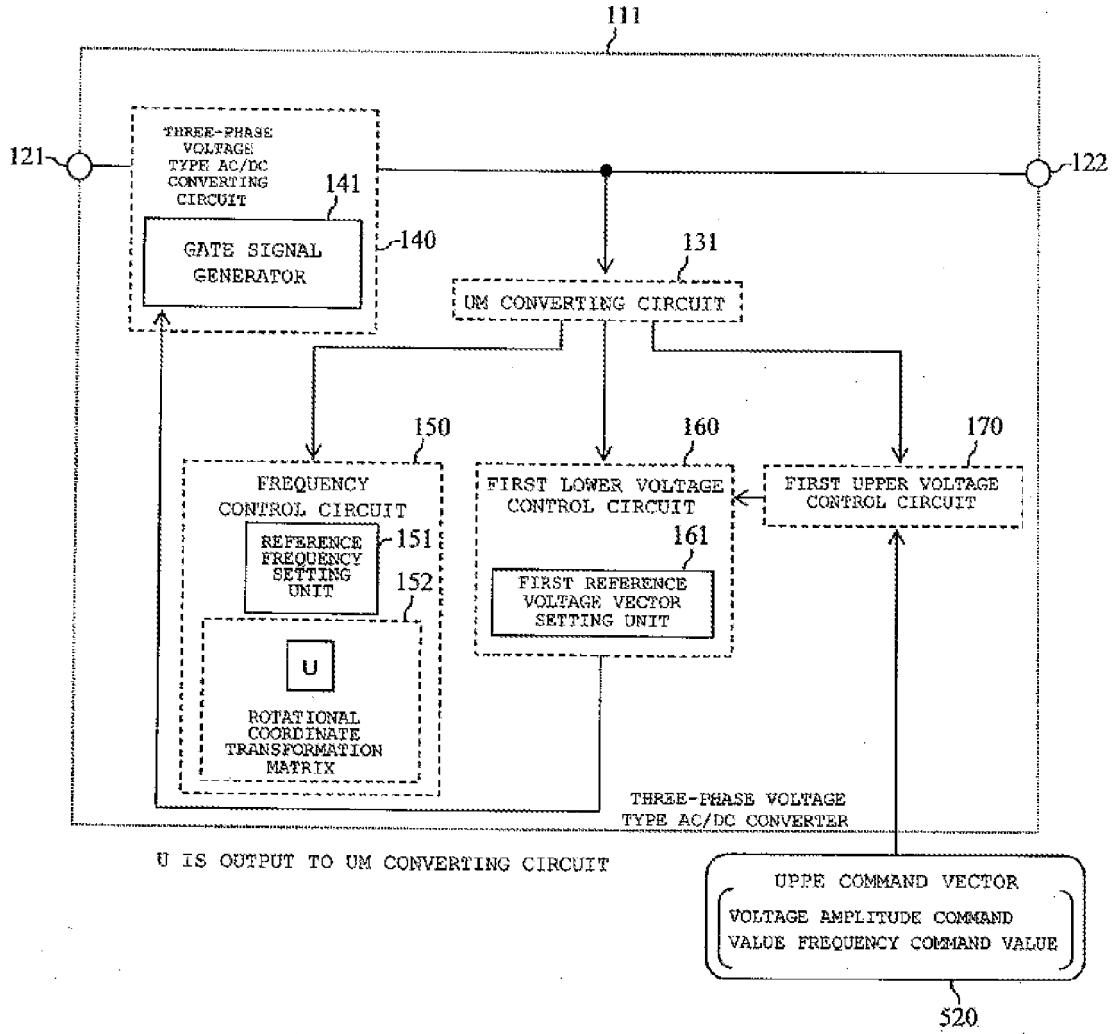 111
THREE-PHASE
VOLTAGE
TYPE AC/DC
CONVERTING
CIRCUIT
121
122
141
GATE SIGNAL
GENERATOR
140
131
UM CONVERTING CIRCUIT
150
160
170
FREQUENCY
CONTROL CIRCUIT
FIRST LOWER VOLTAGE
CONTROL CIRCUIT
FIRST UPPER VOLTAGE
CONTROL CIRCUIT
REFERENCE
FREQUENCY
SETTING
UNIT
151
161
FIRST REFERENCE
VOLTAGE VECTOR
SETTING UNIT
152
U
ROTATIONAL
COORDINATE
TRANSFORMATION
MATRIX
THREE-PHASE VOLTAGE
TYPE AC/DC CONVERTER
U IS OUTPUT TO UM CONVERTING CIRCUIT
UPPE COMMAND VECTOR
VOLTAGE AMPLITUDE COMMAND
VALUE FREQUENCY COMMAND VALUE
520